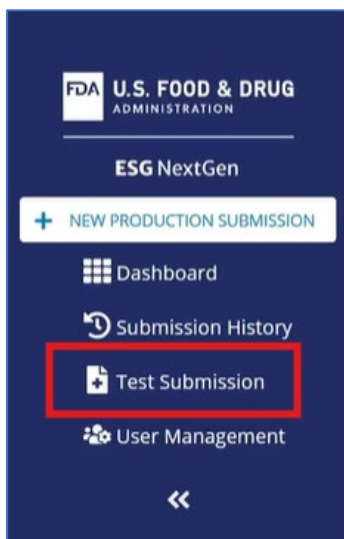 FDA U.S. FOOD & DRUG
ADMINISTRATION
ESG NextGen
+ NEW PRODUCTION SUBMISSION
Dashboard
Submission History
Test Submission
User Management